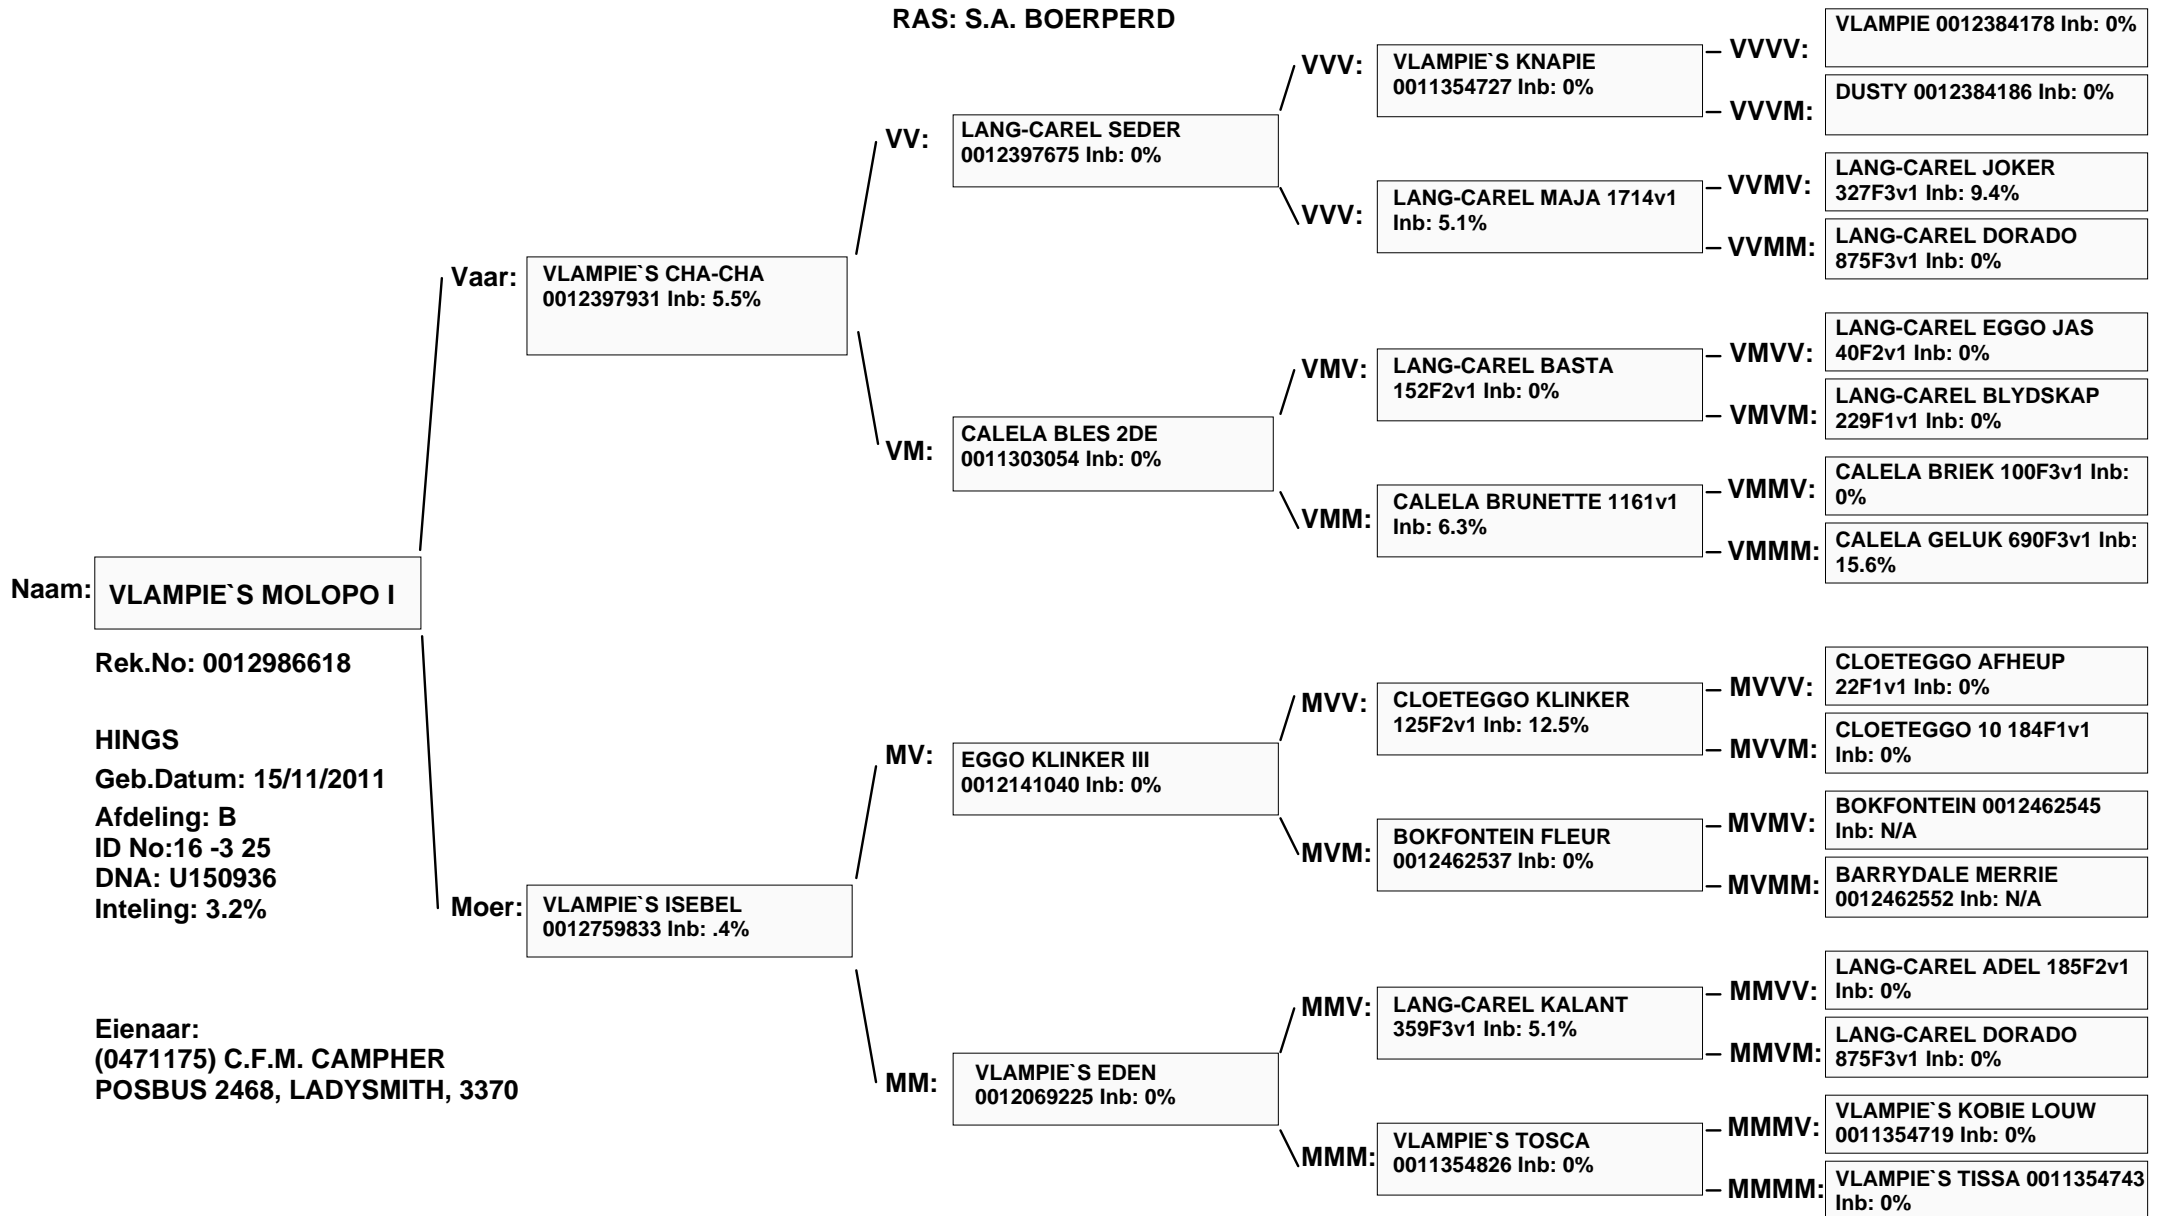 RAS: S.A. BOERPERD
Naam:
VLAMPIE`S MOLOPO I
Rek.No: 0012986618
HINGS
Geb.Datum: 15/11/2011
Afdeling: B
ID No:16 -3 25
DNA: U150936
Inteling: 3.2%
Eienaar:
(0471175) C.F.M. CAMPHER
POSBUS 2468, LADYSMITH, 3370
Vaar:
VLAMPIE`S CHA-CHA
0012397931 Inb: 5.5%
Moer:
VLAMPIE`S ISEBEL
0012759833 Inb: .4%
VV:
LANG-CAREL SEDER
0012397675 Inb: 0%
VM:
CALELA BLES 2DE
0011303054 Inb: 0%
MV:
EGGO KLINKER III
0012141040 Inb: 0%
MM:
VLAMPIE`S EDEN
0012069225 Inb: 0%
VVV:
VLAMPIE`S KNAPIE
0011354727 Inb: 0%
VVV:
LANG-CAREL MAJA 1714v1
Inb: 5.1%
VMV:
LANG-CAREL BASTA
152F2v1 Inb: 0%
VMM:
CALELA BRUNETTE 1161v1
Inb: 6.3%
MVV:
CLOETEGGO KLINKER
125F2v1 Inb: 12.5%
MVM:
BOKFONTEIN FLEUR
0012462537 Inb: 0%
MMV:
LANG-CAREL KALANT
359F3v1 Inb: 5.1%
MMM:
VLAMPIE`S TOSCA
0011354826 Inb: 0%
VVVV:
VLAMPIE 0012384178 Inb: 0%
VVVM:
DUSTY 0012384186 Inb: 0%
VVMV:
LANG-CAREL JOKER
327F3v1 Inb: 9.4%
VVMM:
LANG-CAREL DORADO
875F3v1 Inb: 0%
VMVV:
LANG-CAREL EGGO JAS
40F2v1 Inb: 0%
VMVM:
LANG-CAREL BLYDSKAP
229F1v1 Inb: 0%
VMMV:
CALELA BRIEK 100F3v1 Inb:
0%
VMMM:
CALELA GELUK 690F3v1 Inb:
15.6%
MVVV:
CLOETEGGO AFHEUP
22F1v1 Inb: 0%
MVVM:
CLOETEGGO 10 184F1v1
Inb: 0%
MVMV:
BOKFONTEIN 0012462545
Inb: N/A
MVMM:
BARRYDALE MERRIE
0012462552 Inb: N/A
MMVV:
LANG-CAREL ADEL 185F2v1
Inb: 0%
MMVM:
LANG-CAREL DORADO
875F3v1 Inb: 0%
MMMV:
VLAMPIE`S KOBIE LOUW
0011354719 Inb: 0%
MMMM:
VLAMPIE`S TISSA 0011354743
Inb: 0%